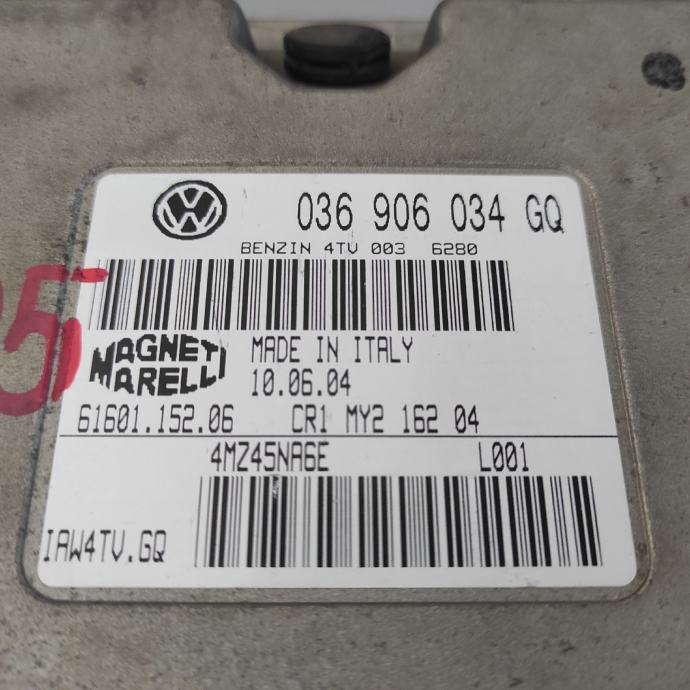 036 906 034 GQ
BENZIN 4TV 003 6280
MAGNETI MARELLI
MADE IN ITALY
10.06.04
61601.152.06 CR1 MY2 162 04
4MZ45NA6E L001
IAW4TV.GQ